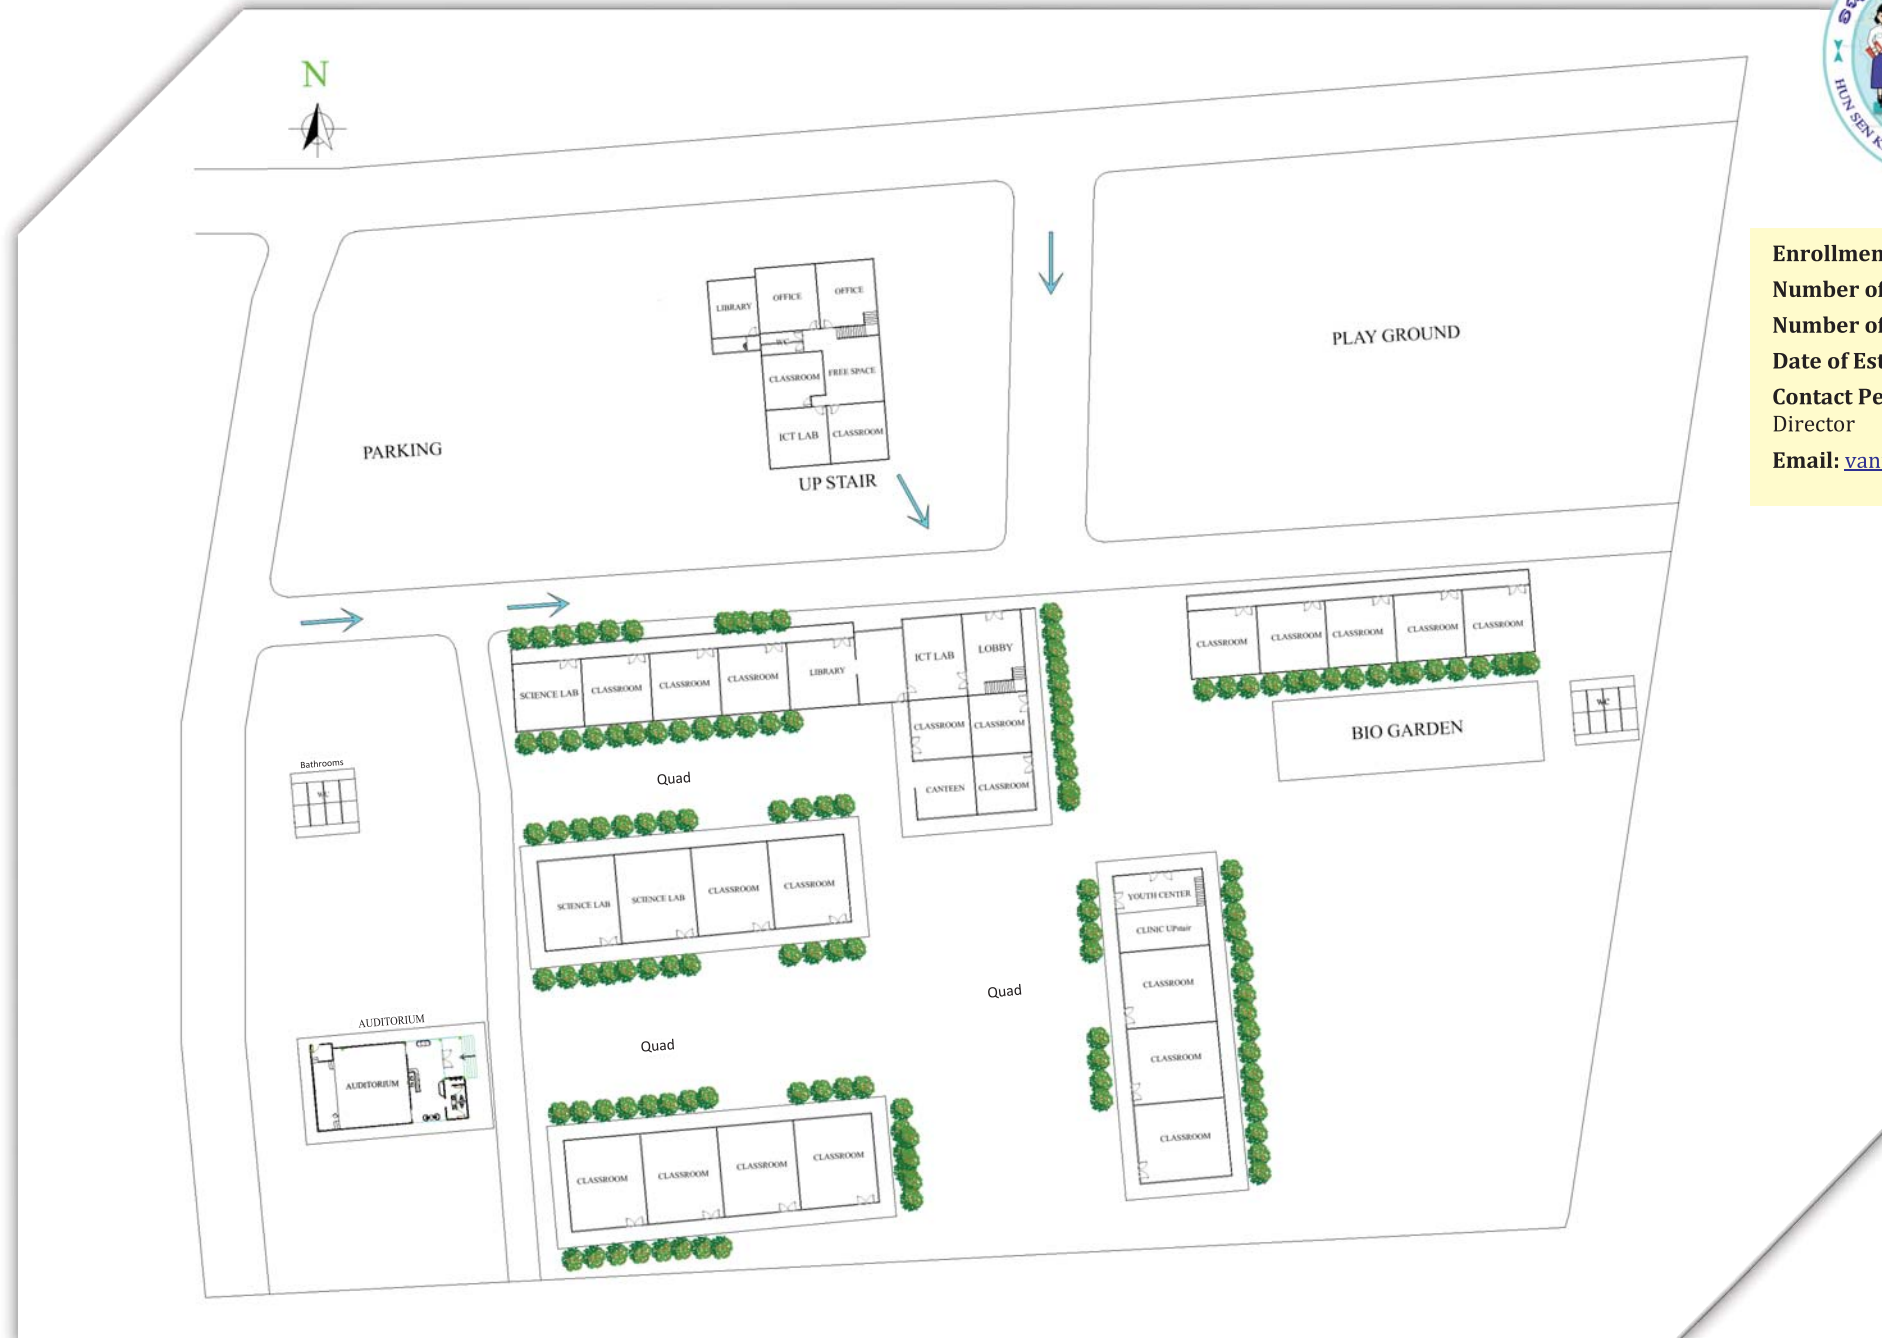 N
HUN SEN K
Enrollmen
Number of
Number of
Date of Est
Contact Pe
Director
Email: van
LIBRARY
OFFICE
OFFICE
WC
CLASSROOM
FREE SPACE
ICT LAB
CLASSROOM
UP STAIR
PARKING
PLAY GROUND
SCIENCE LAB
CLASSROOM
CLASSROOM
CLASSROOM
LIBRARY
ICT LAB
LOBBY
CLASSROOM
CLASSROOM
CANTEEN
CLASSROOM
CLASSROOM
CLASSROOM
CLASSROOM
CLASSROOM
CLASSROOM
BIO GARDEN
WC
Bathrooms
WC
Quad
SCIENCE LAB
SCIENCE LAB
CLASSROOM
CLASSROOM
YOUTH CENTER
CLINIC UPstair
CLASSROOM
CLASSROOM
CLASSROOM
Quad
Quad
AUDITORIUM
AUDITORIUM
CLASSROOM
CLASSROOM
CLASSROOM
CLASSROOM